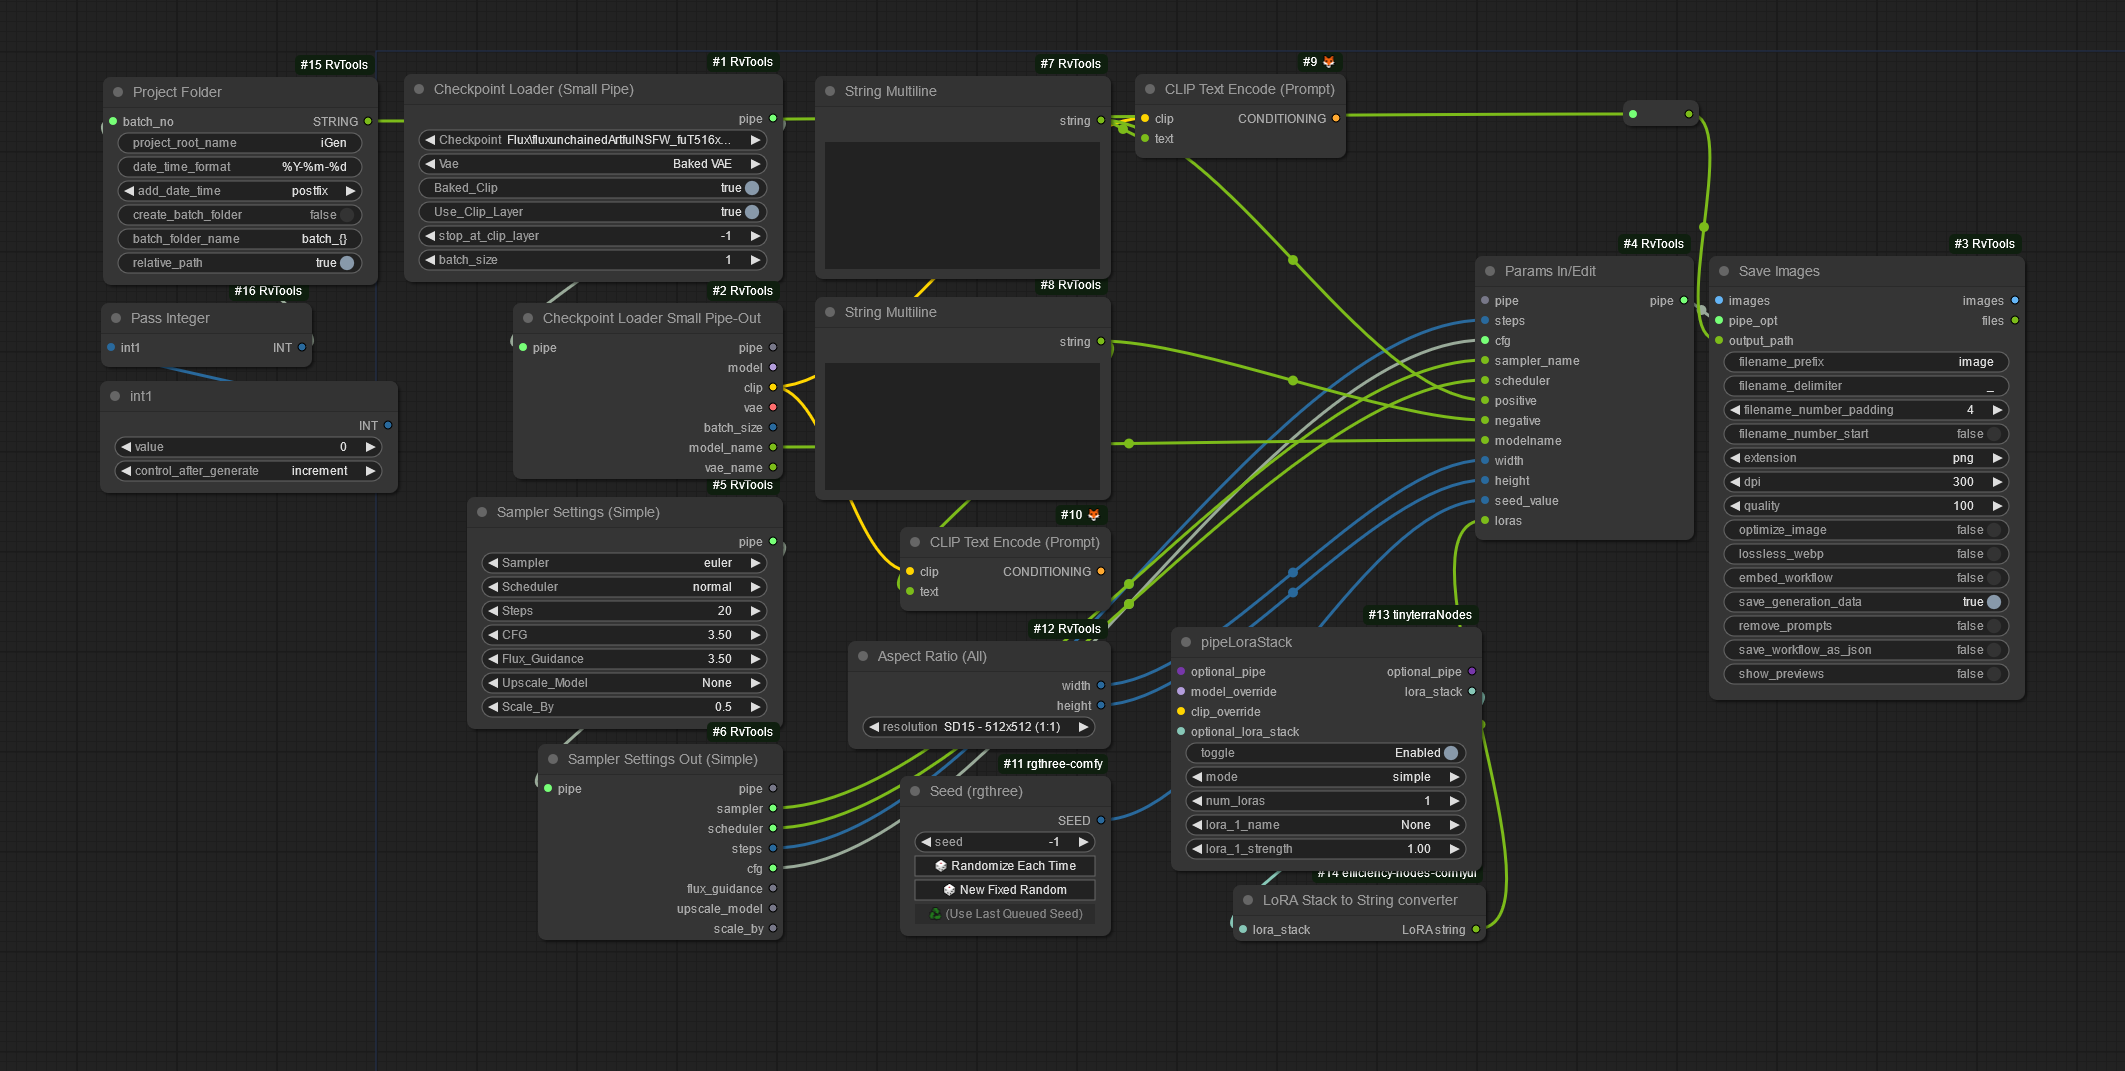 #15 RvTools
Project Folder
batch_no STRING
project_root_name iGen
date_time_format %Y-%m-%d
add_date_time postfix
create_batch_folder false
batch_folder_name batch_{}
relative_path true
#16 RvTools
Pass Integer
int1 INT
int1
INT
value 0
control_after_generate increment
#1 RvTools
Checkpoint Loader (Small Pipe)
pipe
Checkpoint Flux\fluxunchainedArtfulNSFW_fuT516x...
Vae Baked VAE
Baked_Clip true
Use_Clip_Layer true
stop_at_clip_layer -1
batch_size 1
#2 RvTools
Checkpoint Loader Small Pipe-Out
pipe pipe
model
clip
vae
batch_size
model_name
vae_name
#5 RvTools
Sampler Settings (Simple)
pipe
Sampler euler
Scheduler normal
Steps 20
CFG 3.50
Flux_Guidance 3.50
Upscale_Model None
Scale_By 0.5
#6 RvTools
Sampler Settings Out (Simple)
pipe pipe
sampler
scheduler
steps
cfg
flux_guidance
upscale_model
scale_by
#7 RvTools
String Multiline
string
#8 RvTools
String Multiline
string
#9
CLIP Text Encode (Prompt)
clip CONDITIONING
text
#10
CLIP Text Encode (Prompt)
clip CONDITIONING
text
#12 RvTools
Aspect Ratio (All)
width
height
resolution SD15 - 512x512 (1:1)
#11 rgthree-comfy
Seed (rgthree)
SEED
seed -1
Randomize Each Time
New Fixed Random
(Use Last Queued Seed)
#13 tinyterraNodes
pipeLoraStack
optional_pipe optional_pipe
model_override lora_stack
clip_override
optional_lora_stack
toggle Enabled
mode simple
num_loras 1
lora_1_name None
lora_1_strength 1.00
#14 efficiency-nodes-comfyui
LoRA Stack to String converter
lora_stack LoRA string
#4 RvTools
Params In/Edit
pipe pipe
steps
cfg
sampler_name
scheduler
positive
negative
modelname
width
height
seed_value
loras
#3 RvTools
Save Images
images images
pipe_opt files
output_path
filename_prefix image
filename_delimiter _
filename_number_padding 4
filename_number_start false
extension png
dpi 300
quality 100
optimize_image false
lossless_webp false
embed_workflow false
save_generation_data true
remove_prompts false
save_workflow_as_json false
show_previews false